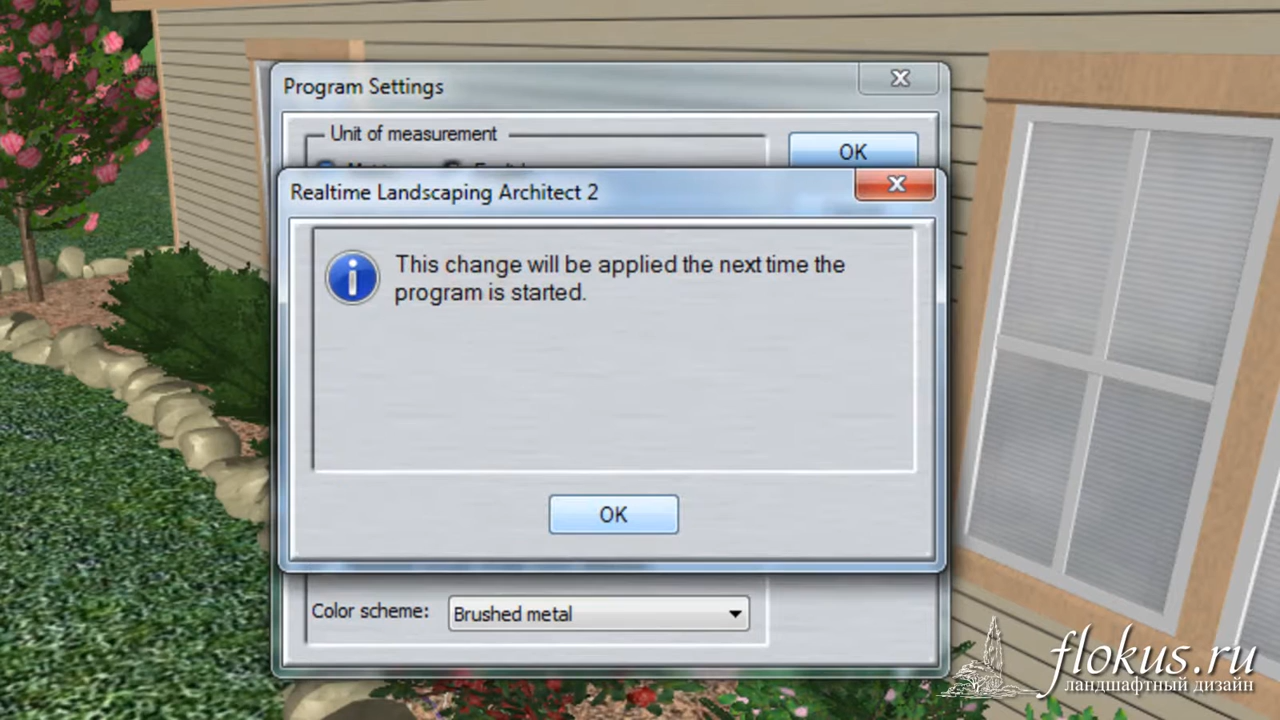 Program Settings
Unit of measurement
OK
Realtime Landscaping Architect 2
This change will be applied the next time the
program is started.
OK
Color scheme: Brushed metal
flokus.ru
ландшафтный дизайн